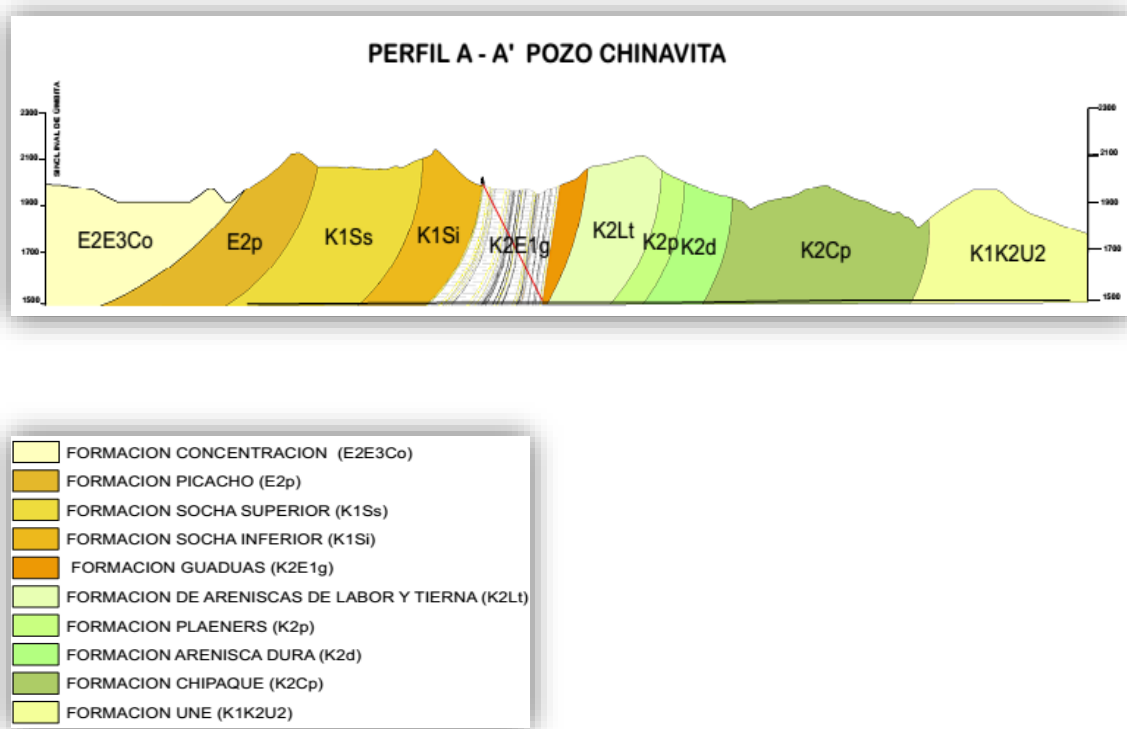 PERFIL A - A' POZO CHINAVITA
SINCLINAL DE ÚMBITA
2300
2100
1900
1700
1500
2300
2100
1900
1700
1500
E2E3Co
E2p
K1Ss
K1Si
K2E1g
K2Lt
K2p
K2d
K2Cp
K1K2U2
FORMACION CONCENTRACION (E2E3Co)
FORMACION PICACHO (E2p)
FORMACION SOCHA SUPERIOR (K1Ss)
FORMACION SOCHA INFERIOR (K1Si)
FORMACION GUADUAS (K2E1g)
FORMACION DE ARENISCAS DE LABOR Y TIERNA (K2Lt)
FORMACION PLAENERS (K2p)
FORMACION ARENISCA DURA (K2d)
FORMACION CHIPAQUE (K2Cp)
FORMACION UNE (K1K2U2)